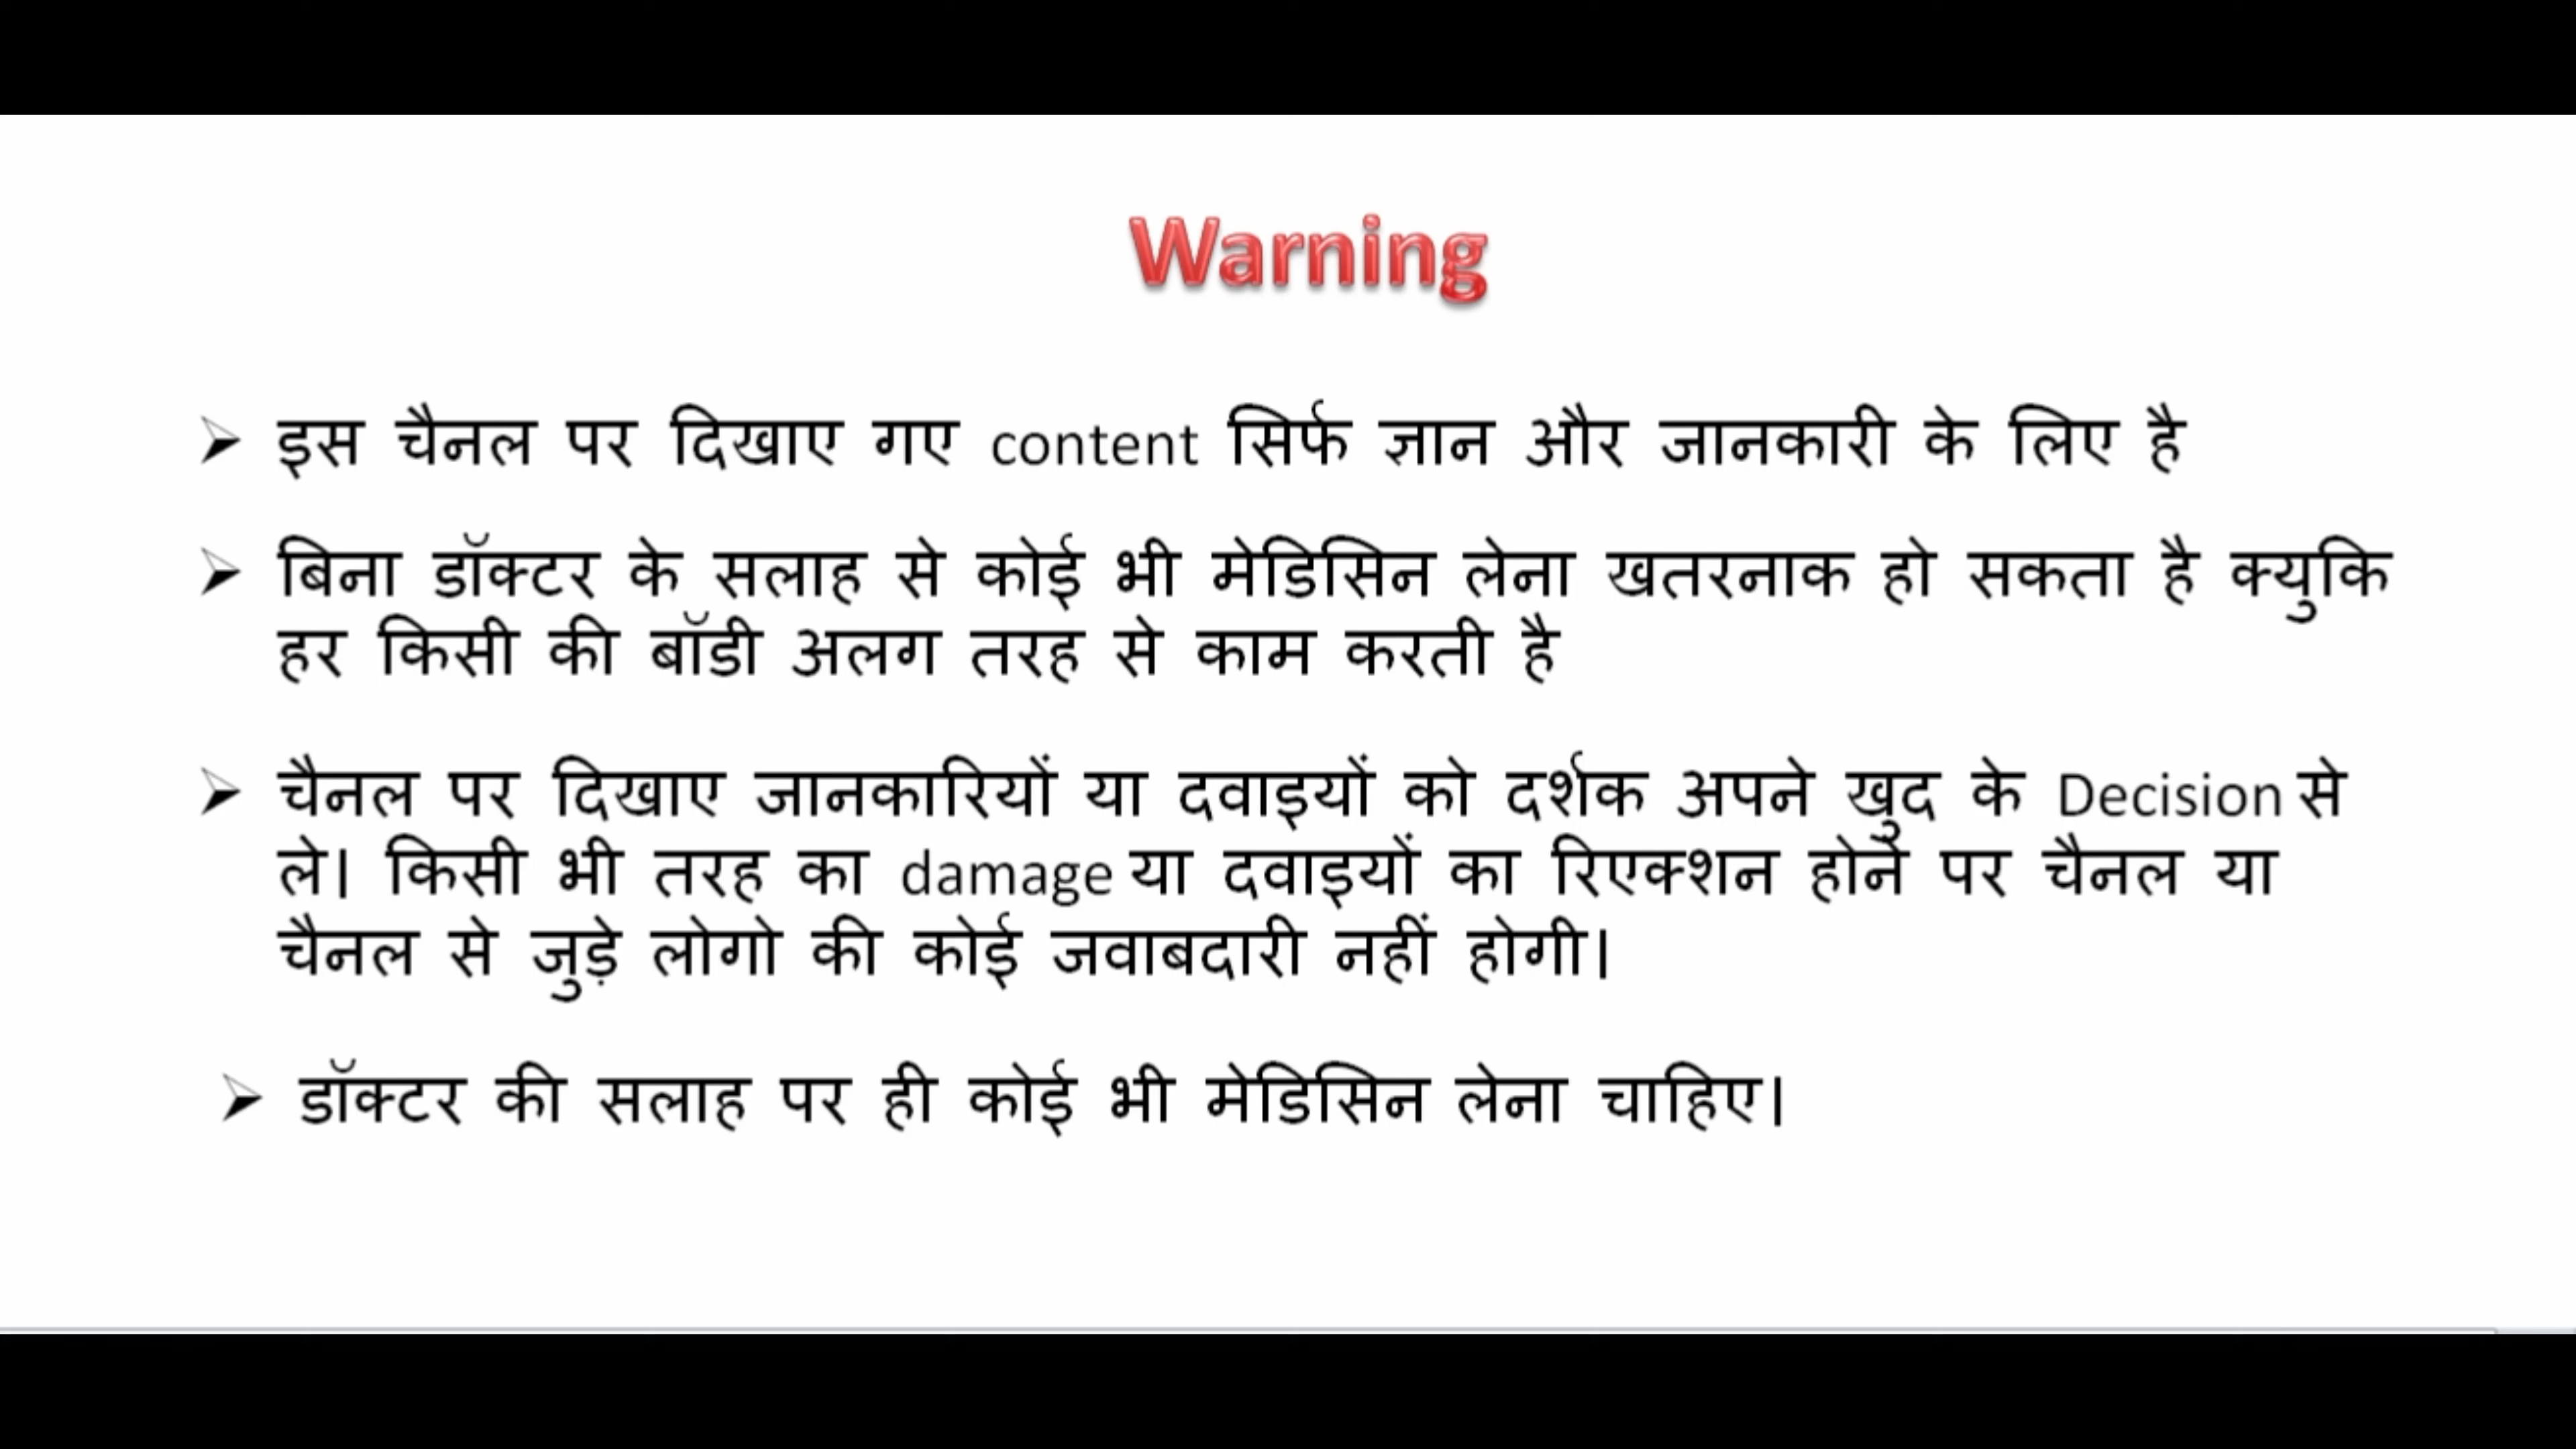 Warning
➢ इस चैनल पर दिखाए गए content सिर्फ ज्ञान और जानकारी के लिए है
➢ बिना डॉक्टर के सलाह से कोई भी मेडिसिन लेना खतरनाक हो सकता है क्युकि
हर किसी की बॉडी अलग तरह से काम करती है
➢ चैनल पर दिखाए जानकारियों या दवाइयों को दर्शक अपने खुद के Decision से
ले। किसी भी तरह का damage या दवाइयों का रिएक्शन होने पर चैनल या
चैनल से जुड़े लोगो की कोई जवाबदारी नहीं होगी।
➢ डॉक्टर की सलाह पर ही कोई भी मेडिसिन लेना चाहिए।